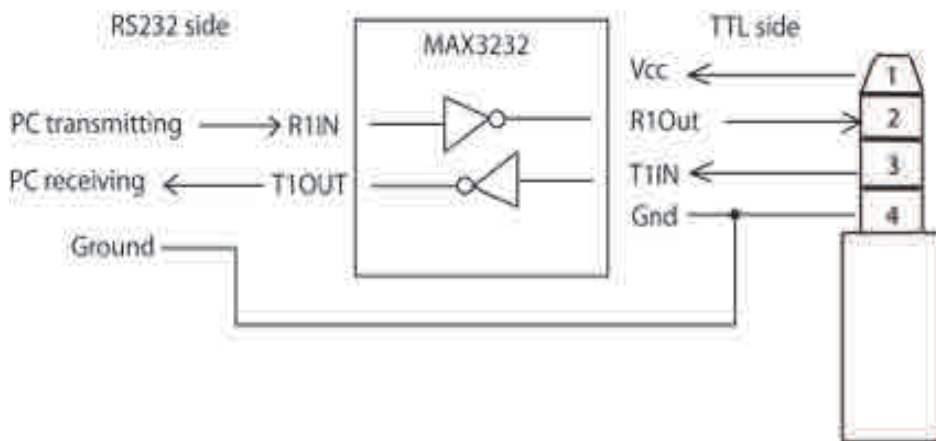 RS232 side
TTL side
MAX3232
Vcc
1
PC transmitting
R1IN
R1Out
2
PC receiving
T1OUT
T1IN
3
Gnd
4
Ground